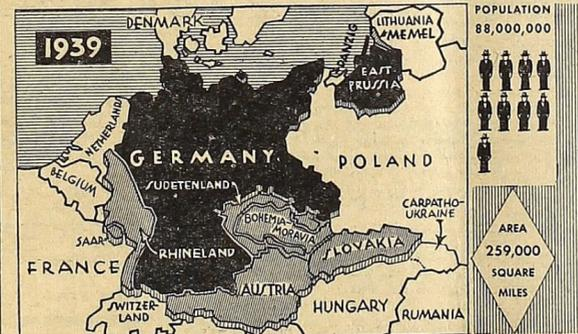 1939
DENMARK
DANZIG
LITHUANIA
MEMEL
EAST
PRUSSIA
NETHERLANDS
BELGIUM
GERMANY
POLAND
SUDETENLAND
BOHEMIA-
MORAVIA
CARPATHO-
UKRAINE
SAAR
SLOVAKIA
FRANCE
RHINELAND
AUSTRIA
SWITZER-
LAND
HUNGARY
RUMANIA
POPULATION
88,000,000
AREA
259,000
SQUARE
MILES